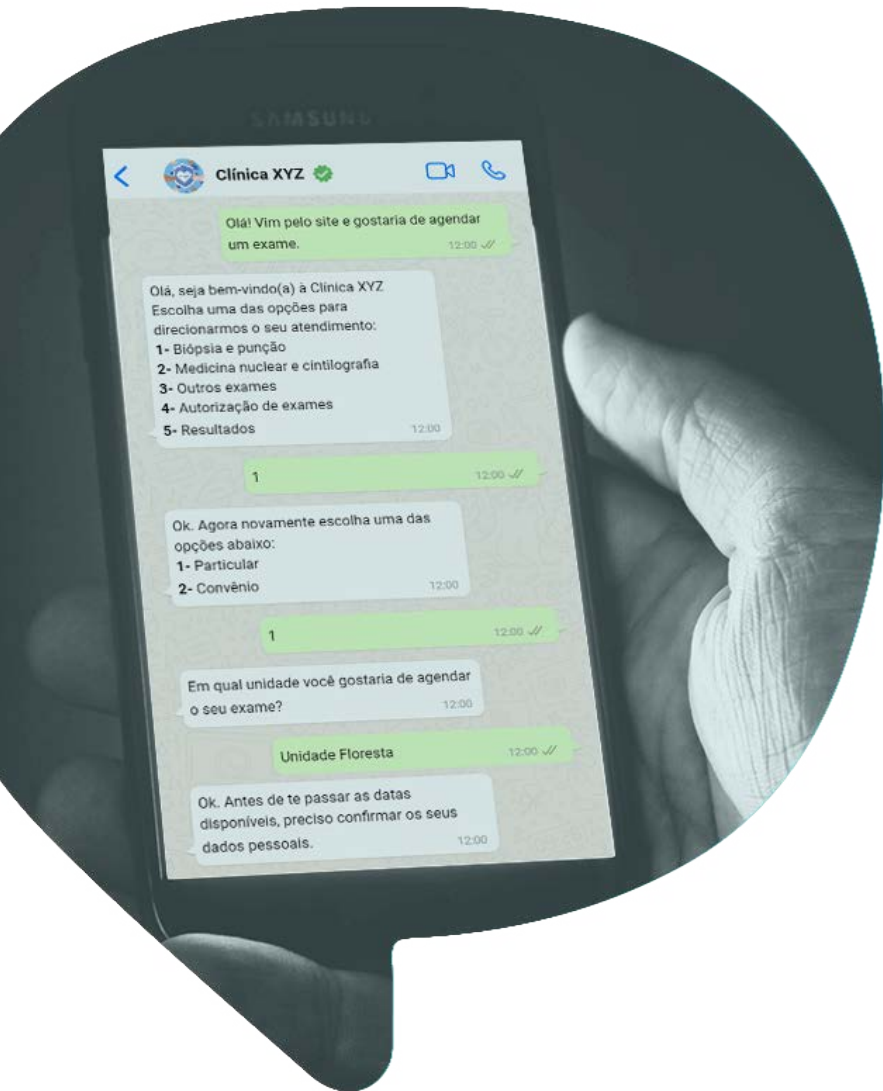 SAMSUNG
Clínica XYZ
Olá! Vim pelo site e gostaria de agendar
um exame.
12:00
Olá, seja bem-vindo(a) à Clínica XYZ
Escolha uma das opções para
direcionarmos o seu atendimento:
1- Biópsia e punção
2- Medicina nuclear e cintilografia
3- Outros exames
4- Autorização de exames
5- Resultados
12:00
1
12:00
Ok. Agora novamente escolha uma das
opções abaixo:
1- Particular
2- Convênio
12:00
1
12:00
Em qual unidade você gostaria de agendar
o seu exame?
12:00
Unidade Floresta
12:00
Ok. Antes de te passar as datas
disponíveis, preciso confirmar os seus
dados pessoais.
12:00